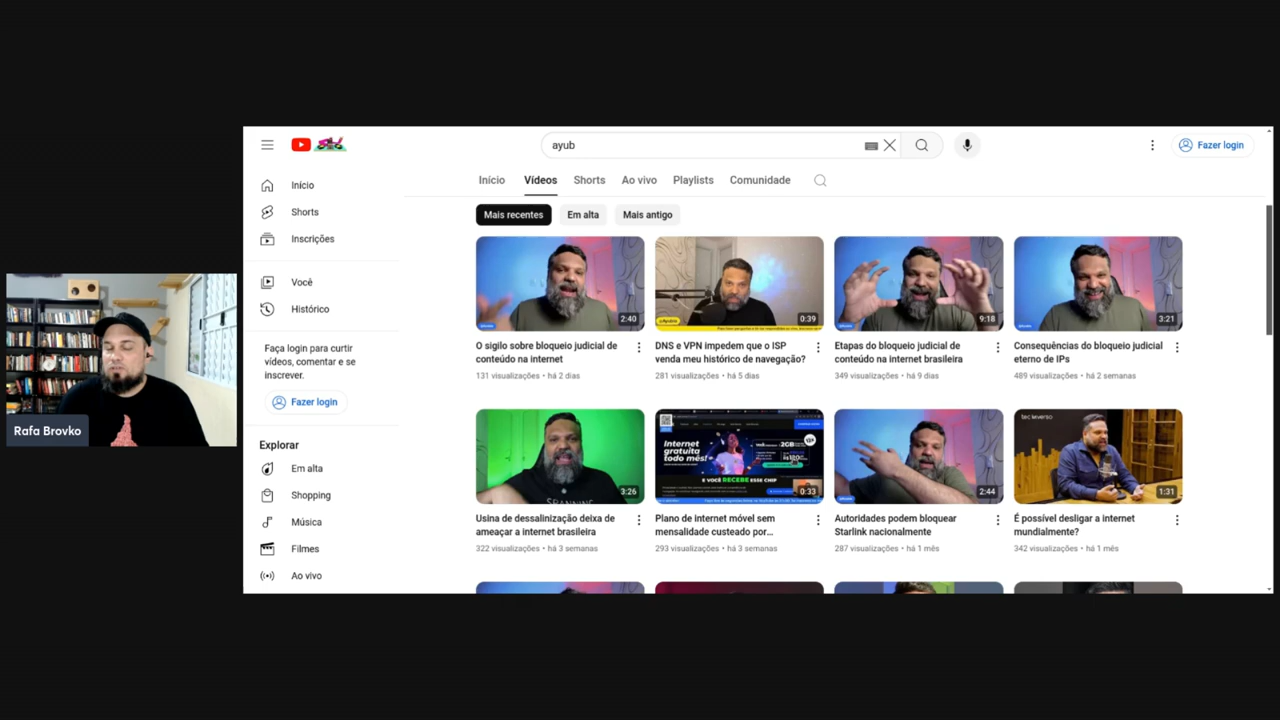 ayub
Fazer login
Início
Shorts
Inscrições
Você
Histórico
Faça login para curtir
vídeos, comentar e se
inscrever.
Fazer login
Explorar
Em alta
Shopping
Música
Filmes
Ao vivo
Rafa Brovko
Início Vídeos Shorts Ao vivo Playlists Comunidade
Mais recentes Em alta Mais antigo
2:40
O sigilo sobre bloqueio judicial de
conteúdo na internet
131 visualizações • há 2 dias
0:39
DNS e VPN impedem que o ISP
venda meu histórico de navegação?
281 visualizações • há 5 dias
9:18
Etapas do bloqueio judicial de
conteúdo na internet brasileira
349 visualizações • há 9 dias
3:21
Consequências do bloqueio judicial
eterno de IPs
489 visualizações • há 2 semanas
3:26
Usina de dessalinização deixa de
ameaçar a internet brasileira
322 visualizações • há 3 semanas
Internet
gratuita
todo mês!
2GB
E VOCÊ RECEBE ESSE CHIP
0:33
Plano de internet móvel sem
mensalidade custeado por...
293 visualizações • há 3 semanas
2:44
Autoridades podem bloquear
Starlink nacionalmente
287 visualizações • há 1 mês
1:31
É possível desligar a internet
mundialmente?
342 visualizações • há 1 mês